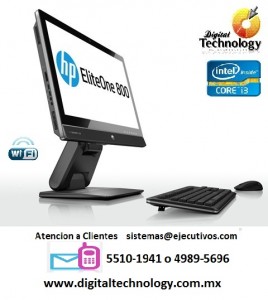 Digital
Technology
hp
EliteOne 800
intel inside
CORE i3
Wi Fi
Atencion a Clientes sistemas@ejecutivos.com
5510-1941 o 4989-5696
www.digitaltechnology.com.mx